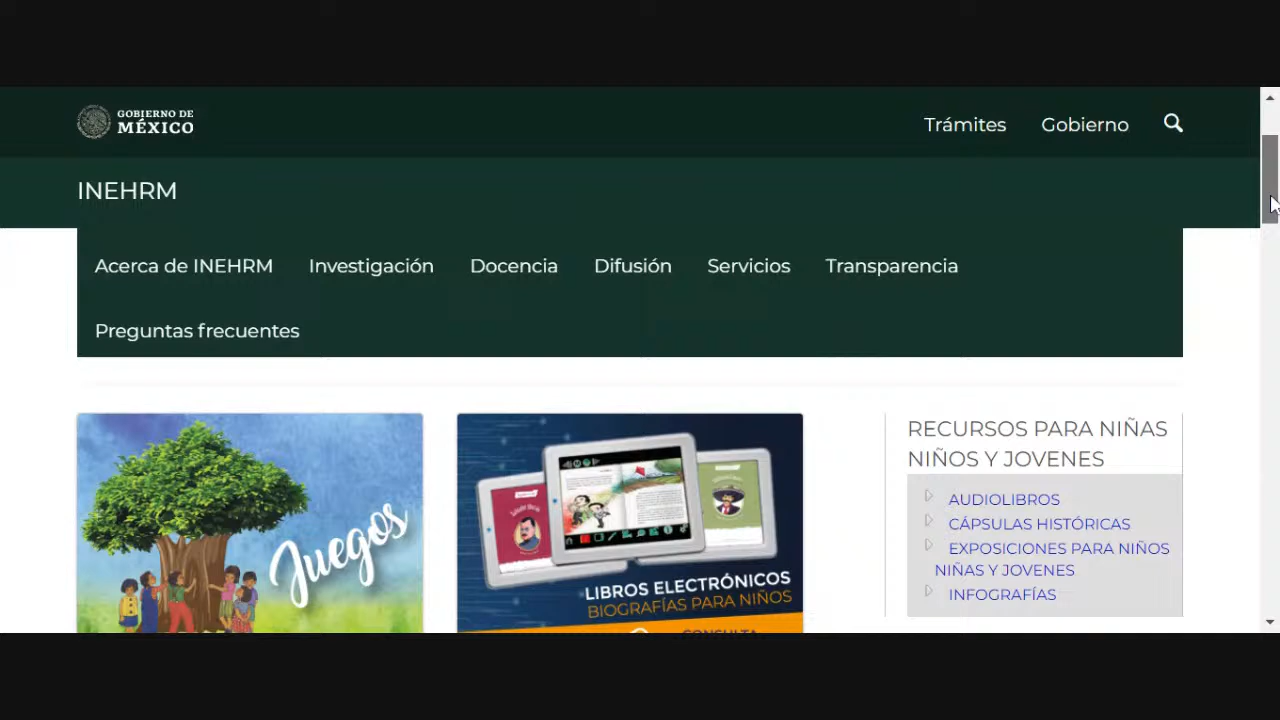 GOBIERNO DE
MÉXICO
Trámites
Gobierno
INEHRM
Acerca de INEHRM
Investigación
Docencia
Difusión
Servicios
Transparencia
Preguntas frecuentes
Juegos
LIBROS ELECTRÓNICOS
BIOGRAFÍAS PARA NIÑOS
CONSULTA
RECURSOS PARA NIÑAS
NIÑOS Y JOVENES
AUDIOLIBROS
CÁPSULAS HISTÓRICAS
EXPOSICIONES PARA NIÑOS
NIÑAS Y JOVENES
INFOGRAFÍAS